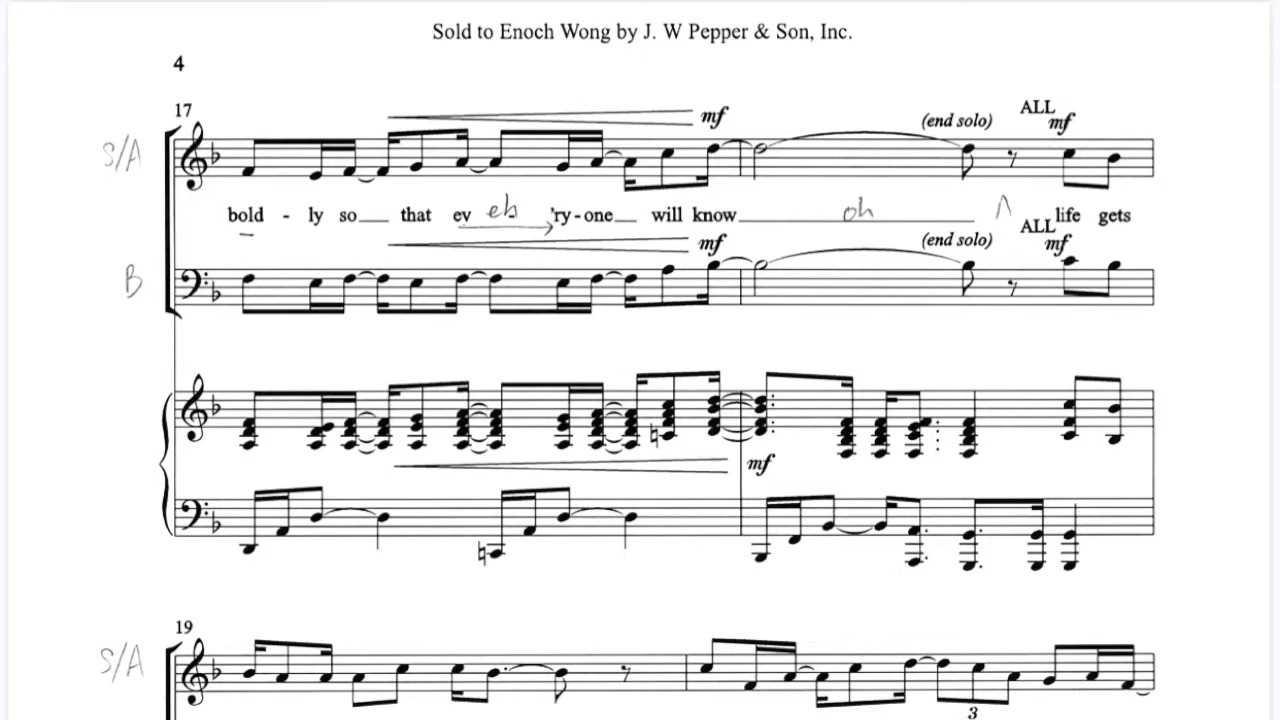 Sold to Enoch Wong by J. W Pepper & Son, Inc.
4
17
mf
(end solo)
ALL
mf
S/A
bold - ly so that ev eh 'ry - one will know oh life gets
mf
(end solo)
ALL
mf
B
mf
19
S/A
3